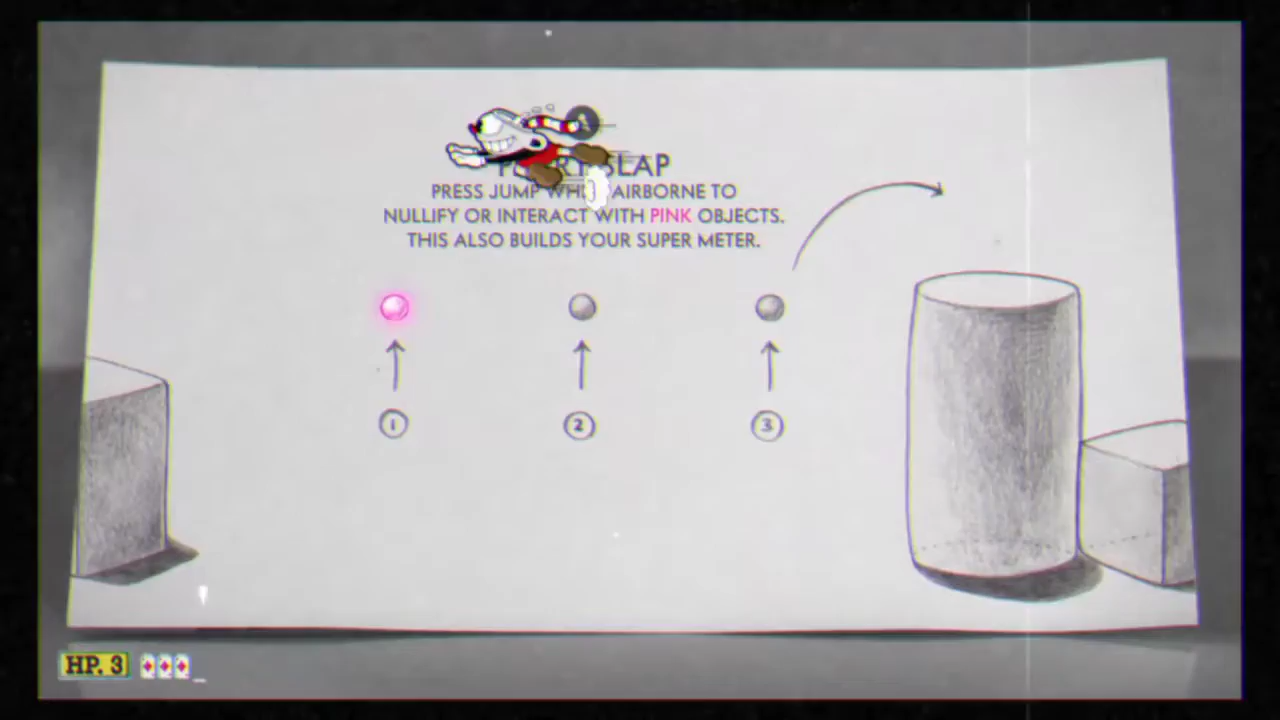 SLAP
PRESS JUMP AIRBORNE TO
NULLIFY OR INTERACT WITH PINK OBJECTS.
THIS ALSO BUILDS YOUR SUPER METER.
1 2 3
HP. 3